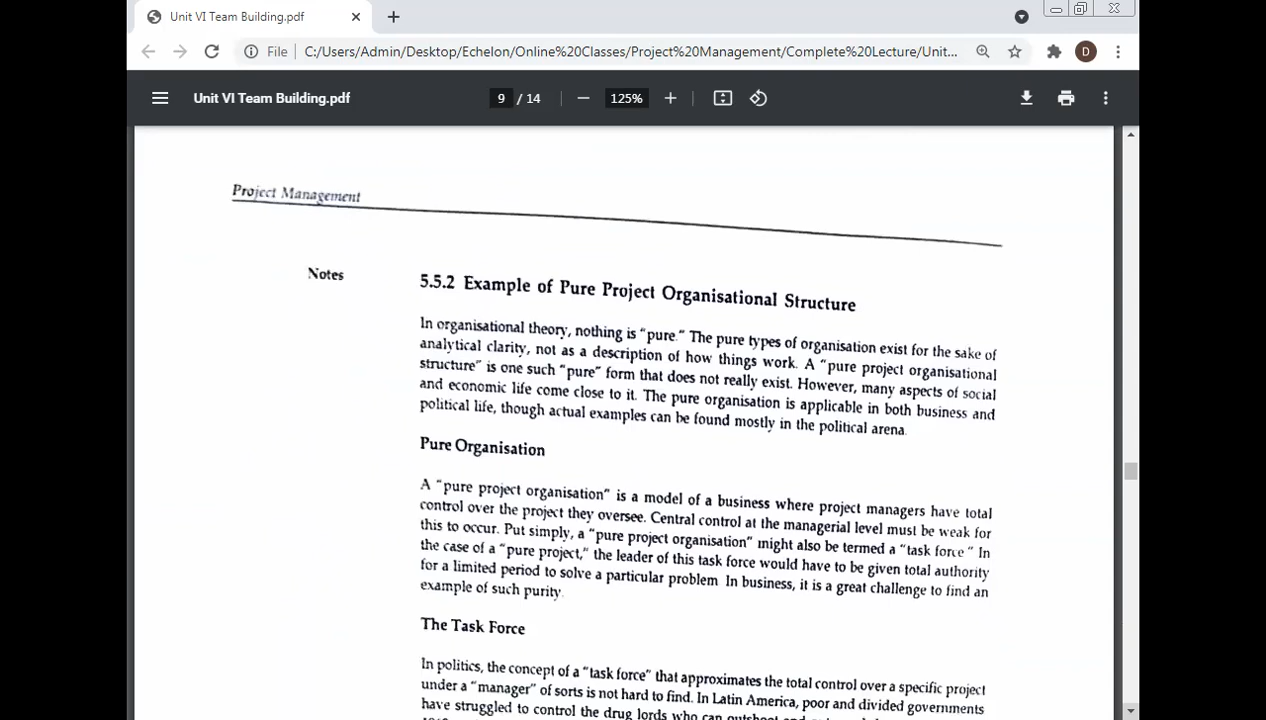 Unit VI Team Building.pdf
File
C:/Users/Admin/Desktop/Echelon/Online%20Classes/Project%20Management/Complete%20Lecture/Unit...
D
Unit VI Team Building.pdf
9 / 14
125%
Project Management
Notes
5.5.2 Example of Pure Project Organisational Structure
In organisational theory, nothing is “pure.” The pure types of organisation exist for the sake of
analytical clarity, not as a description of how things work. A “pure project organisational
structure” is one such “pure” form that does not really exist. However, many aspects of social
and economic life come close to it. The pure organisation is applicable in both business and
political life, though actual examples can be found mostly in the political arena.
Pure Organisation
A “pure project organisation” is a model of a business where project managers have total
control over the project they oversee. Central control at the managerial level must be weak for
this to occur. Put simply, a “pure project organisation” might also be termed a “task force” In
the case of a “pure project,” the leader of this task force would have to be given total authority
for a limited period to solve a particular problem In business, it is a great challenge to find an
example of such purity.
The Task Force
In politics, the concept of a “task force” that approximates the total control over a specific project
under a “manager” of sorts is not hard to find. In Latin America, poor and divided governments
have struggled to control the drug lords who can outshoot and